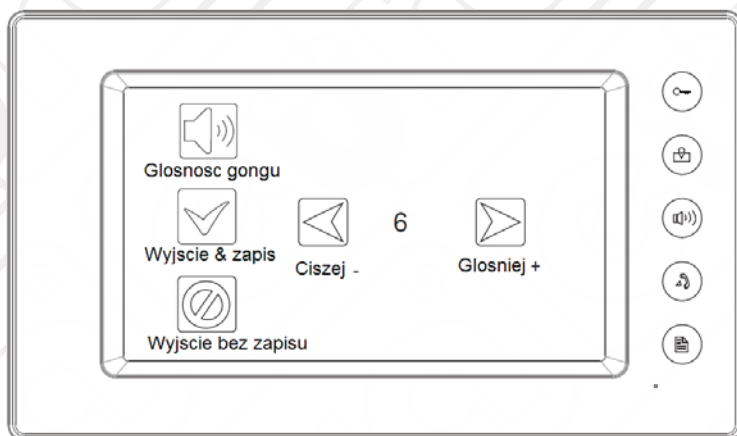 Glosnosc gongu
Wyjscie & zapis
Ciszej -
6
Glosniej +
Wyjscie bez zapisu